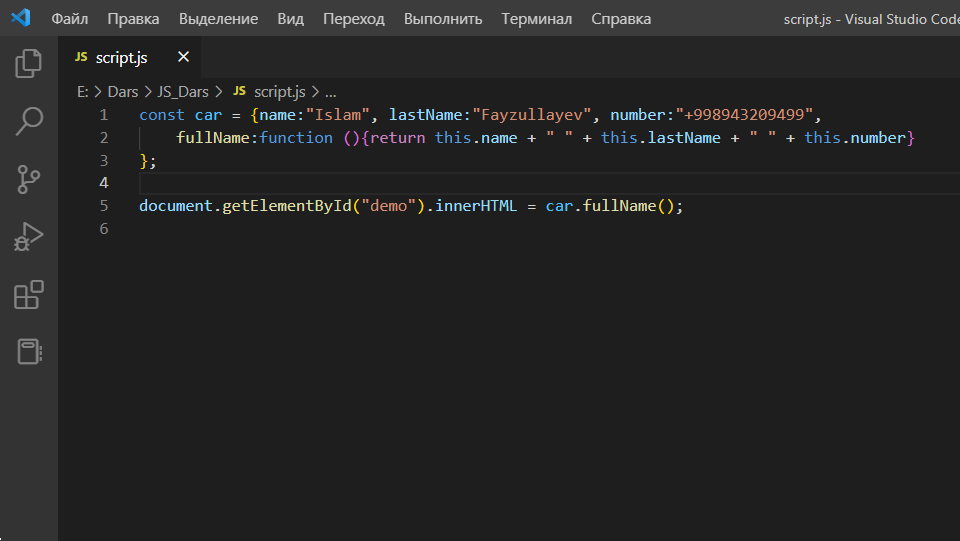 Файл Правка Выделение Вид Переход Выполнить Терминал Справка script.js - Visual Studio Code
JS script.js
E: > Dars > JS_Dars > JS script.js > ...
1 const car = {name:"Islam", lastName:"Fayzullayev", number:"+998943209499",
2 fullName:function (){return this.name + " " + this.lastName + " " + this.number}
3 };
4
5 document.getElementById("demo").innerHTML = car.fullName();
6